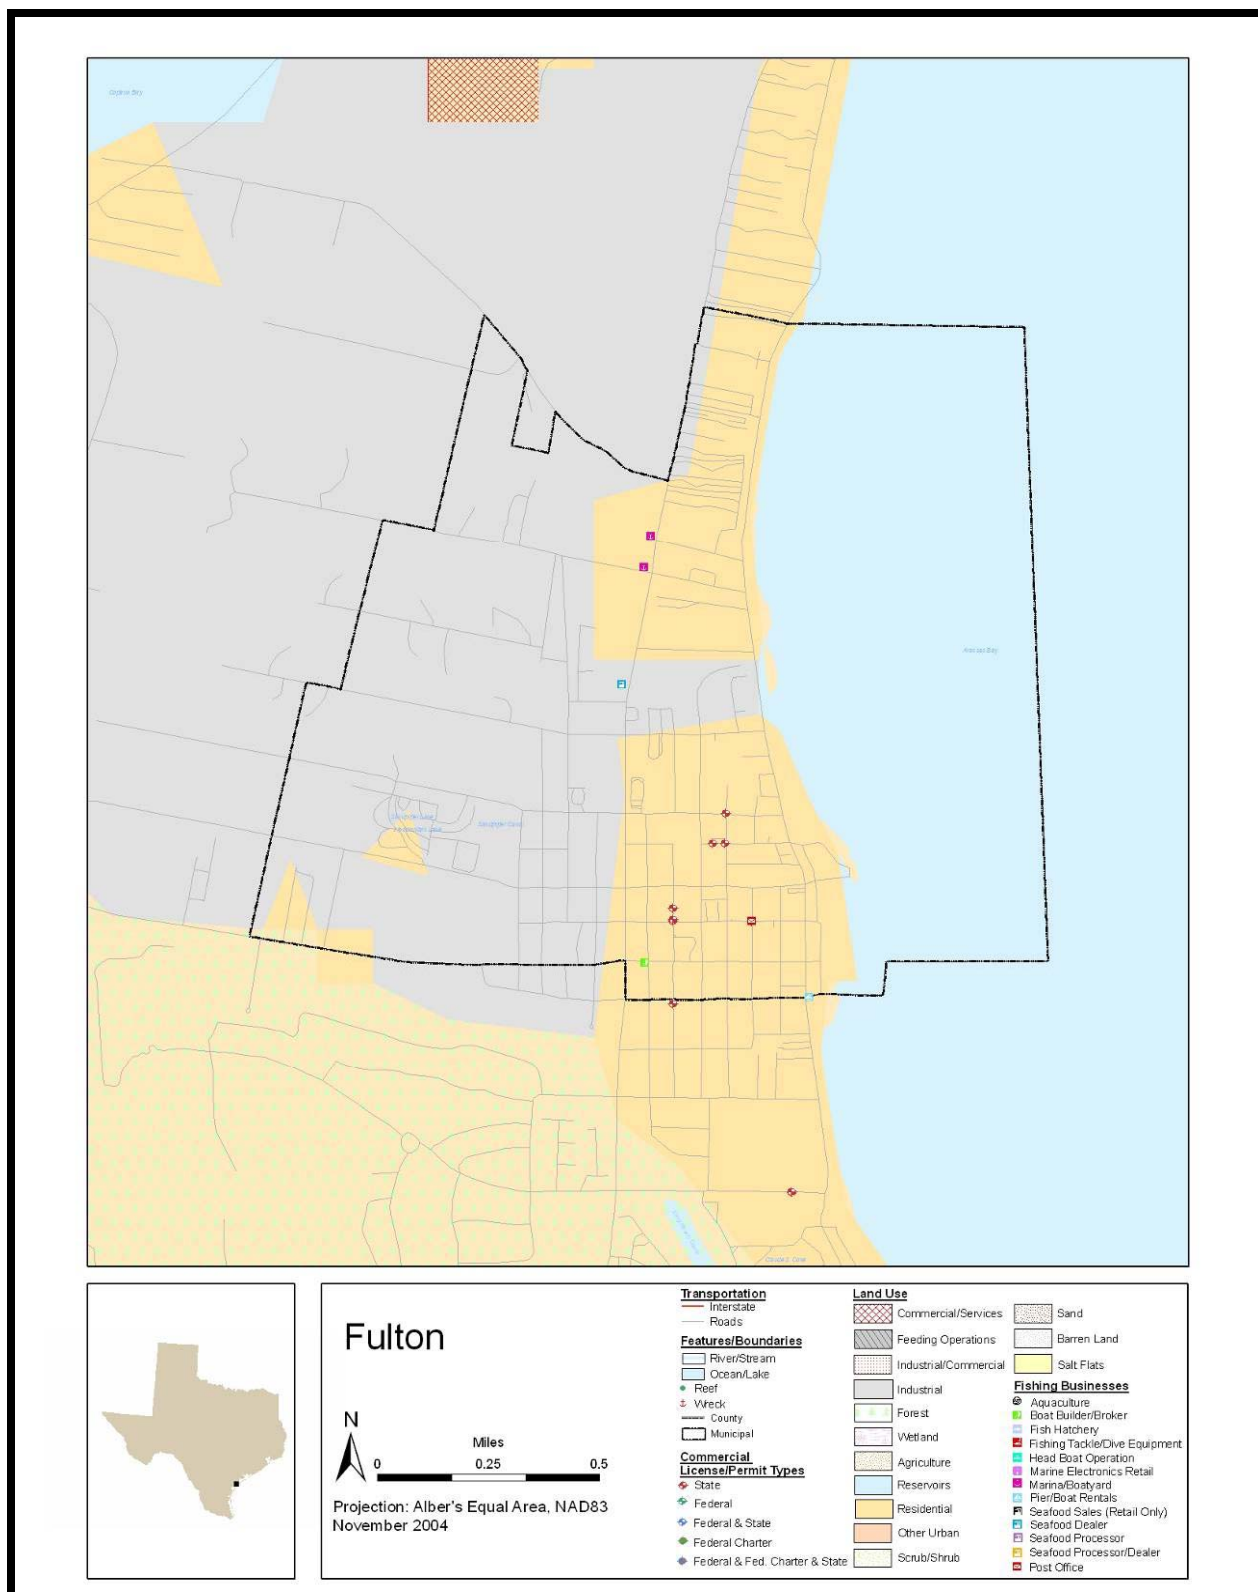 Copano Bay
Aransas Bay
Fulton
N
Miles
0 0.25 0.5
Projection: Alber's Equal Area, NAD83
November 2004
Transportation
Interstate
Roads
Features/Boundaries
River/Stream
Ocean/Lake
Reef
Wreck
County
Municipal
Commercial
License/Permit Types
State
Federal
Federal & State
Federal Charter
Federal & Fed. Charter & State
Land Use
Commercial/Services
Feeding Operations
Industrial/Commercial
Industrial
Forest
Wetland
Agriculture
Reservoirs
Residential
Other Urban
Scrub/Shrub
Sand
Barren Land
Salt Flats
Fishing Businesses
Aquaculture
Boat Builder/Broker
Fish Hatchery
Fishing Tackle/Dive Equipment
Head Boat Operation
Marine Electronics Retail
Marina/Boatyard
Pier/Boat Rentals
Seafood Sales (Retail Only)
Seafood Dealer
Seafood Processor
Seafood Processor/Dealer
Post Office